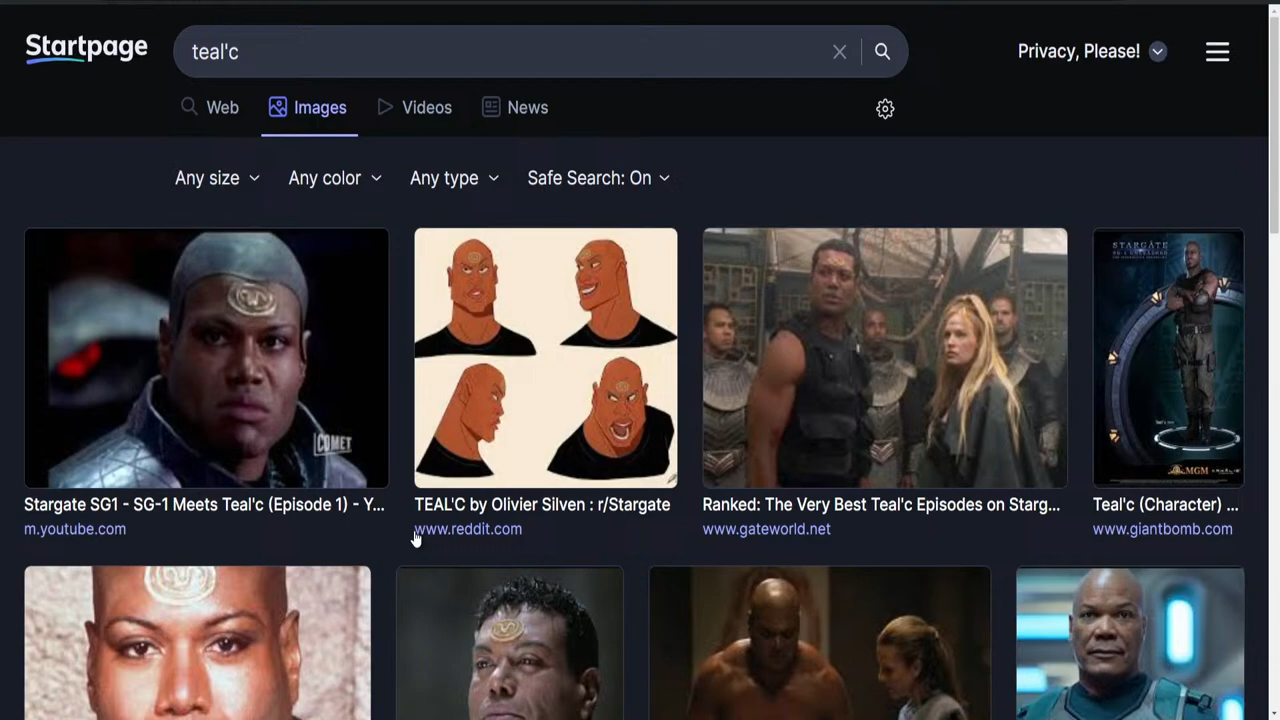 Startpage
teal'c
Privacy, Please!
Web
Images
Videos
News
Any size
Any color
Any type
Safe Search: On
COMET
STARGATE
MGM
Stargate SG1 - SG-1 Meets Teal'c (Episode 1) - Y...
m.youtube.com
TEAL'C by Olivier Silven : r/Stargate
www.reddit.com
Ranked: The Very Best Teal'c Episodes on Starg...
www.gateworld.net
Teal'c (Character) ...
www.giantbomb.com